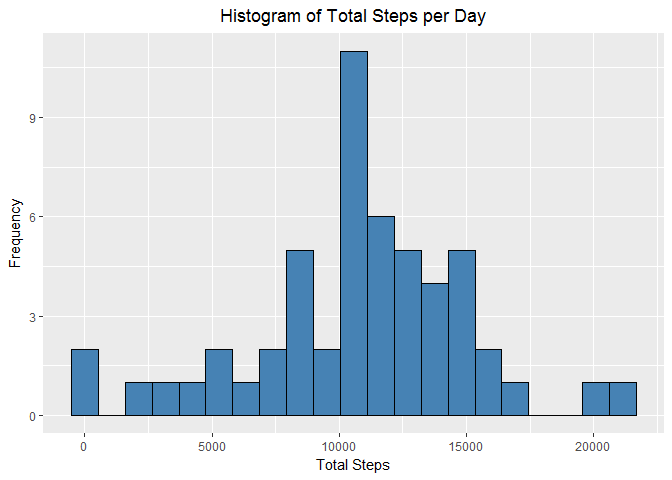 Histogram of Total Steps per Day
Frequency
9
6
3
0
0 5000 10000 15000 20000
Total Steps